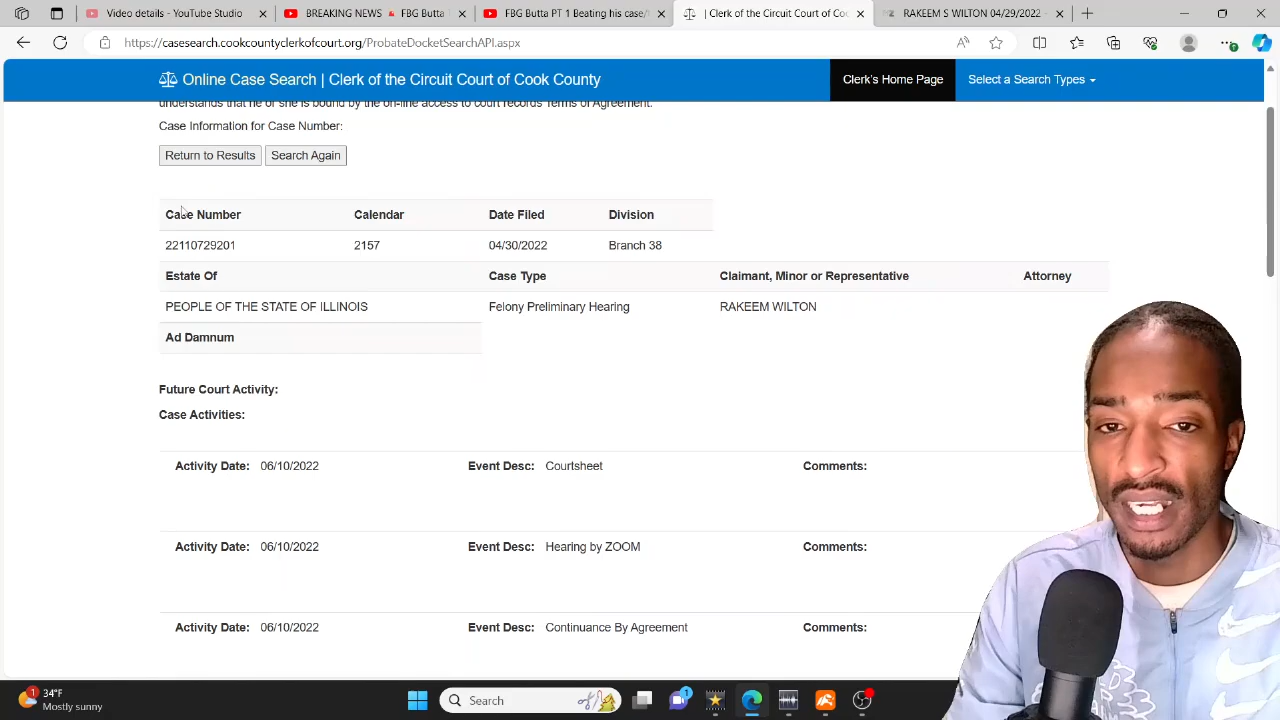 Video details - YouTube
BREAKING NEWS FBG Butta
FBG Butta PT 1 Beating his case/
| Clerk of the Circuit Court of Co
RAKEEM S WILTON 04/29/2022 -
https://casesearch.cookcountyclerkofcourt.org/ProbateDocketSearchAPI.aspx
Online Case Search | Clerk of the Circuit Court of Cook County
Clerk's Home Page
Select a Search Types
understands that he or she is bound by the on-line access to court records Terms of Agreement.
Case Information for Case Number:
Return to Results
Search Again
Case Number Calendar Date Filed Division
22110729201 2157 04/30/2022 Branch 38
Estate Of Case Type Claimant, Minor or Representative Attorney
PEOPLE OF THE STATE OF ILLINOIS Felony Preliminary Hearing RAKEEM WILTON
Ad Damnum
Future Court Activity:
Case Activities:
Activity Date: 06/10/2022 Event Desc: Courtsheet Comments:
Activity Date: 06/10/2022 Event Desc: Hearing by ZOOM Comments:
Activity Date: 06/10/2022 Event Desc: Continuance By Agreement Comments:
1
34°F
Mostly sunny
Search
1